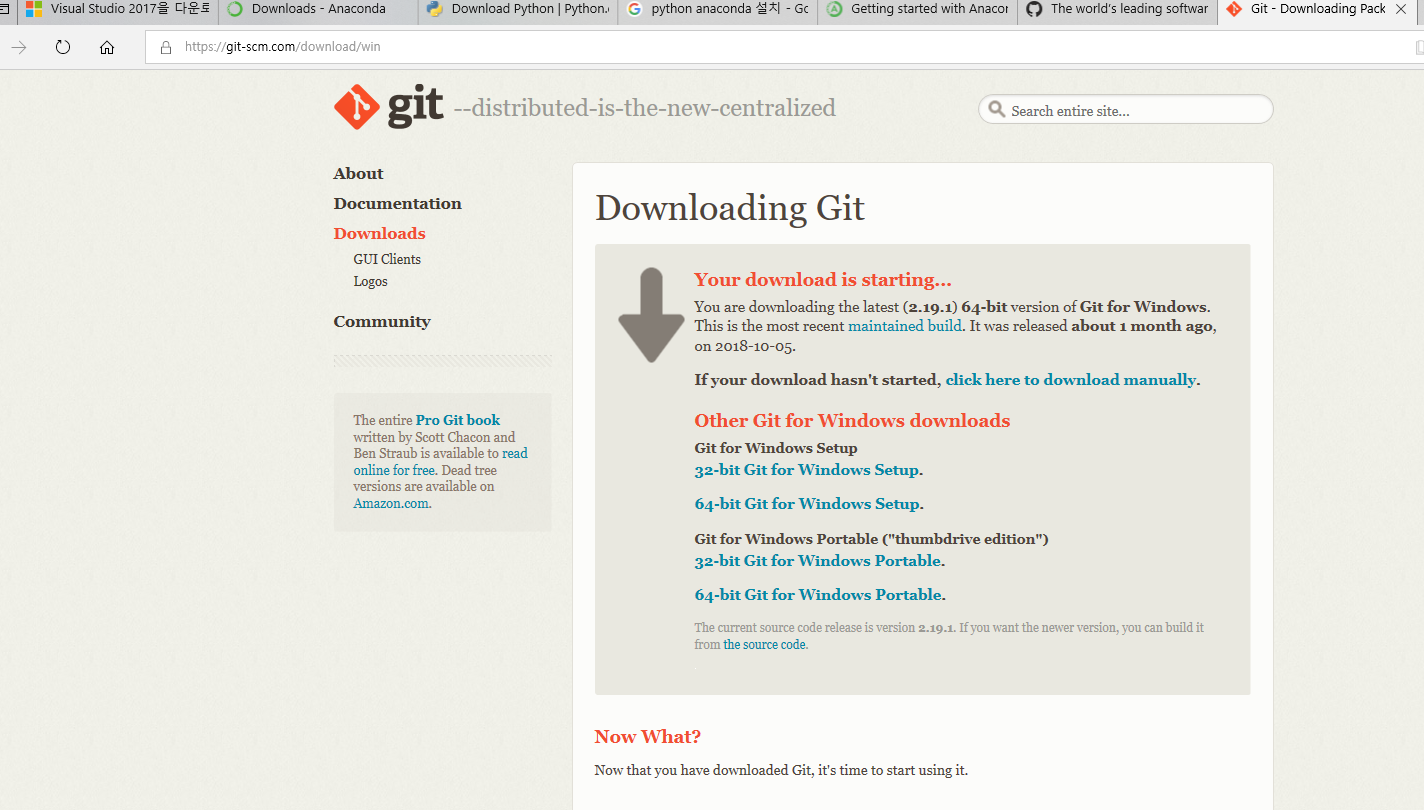 Visual Studio 2017을 다운로
Downloads - Anaconda
Download Python | Python.
python anaconda 설치 - Go
Getting started with Anacon
The world's leading softwar
Git - Downloading Pack
https://git-scm.com/download/win
git --distributed-is-the-new-centralized
Search entire site...
About
Documentation
Downloads
GUI Clients
Logos
Community
The entire Pro Git book
written by Scott Chacon and
Ben Straub is available to read
online for free. Dead tree
versions are available on
Amazon.com.
Downloading Git
Your download is starting...
You are downloading the latest (2.19.1) 64-bit version of Git for Windows.
This is the most recent maintained build. It was released about 1 month ago,
on 2018-10-05.
If your download hasn't started, click here to download manually.
Other Git for Windows downloads
Git for Windows Setup
32-bit Git for Windows Setup.
64-bit Git for Windows Setup.
Git for Windows Portable ("thumbdrive edition")
32-bit Git for Windows Portable.
64-bit Git for Windows Portable.
The current source code release is version 2.19.1. If you want the newer version, you can build it
from the source code.
Now What?
Now that you have downloaded Git, it's time to start using it.